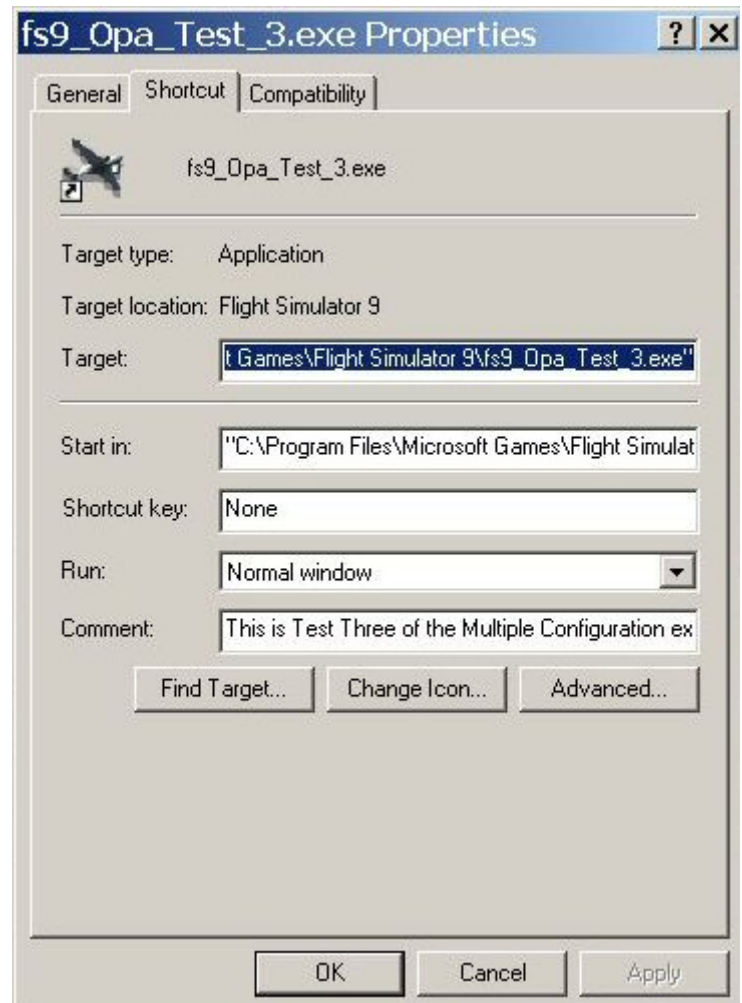 fs9_Opa_Test_3.exe Properties ? X
General Shortcut Compatibility
fs9_Opa_Test_3.exe
Target type: Application
Target location: Flight Simulator 9
Target: t Games\Flight Simulator 9\fs9_Opa_Test_3.exe"
Start in: "C:\Program Files\Microsoft Games\Flight Simulat
Shortcut key: None
Run: Normal window
Comment: This is Test Three of the Multiple Configuration ex
Find Target... Change Icon... Advanced...
OK Cancel Apply